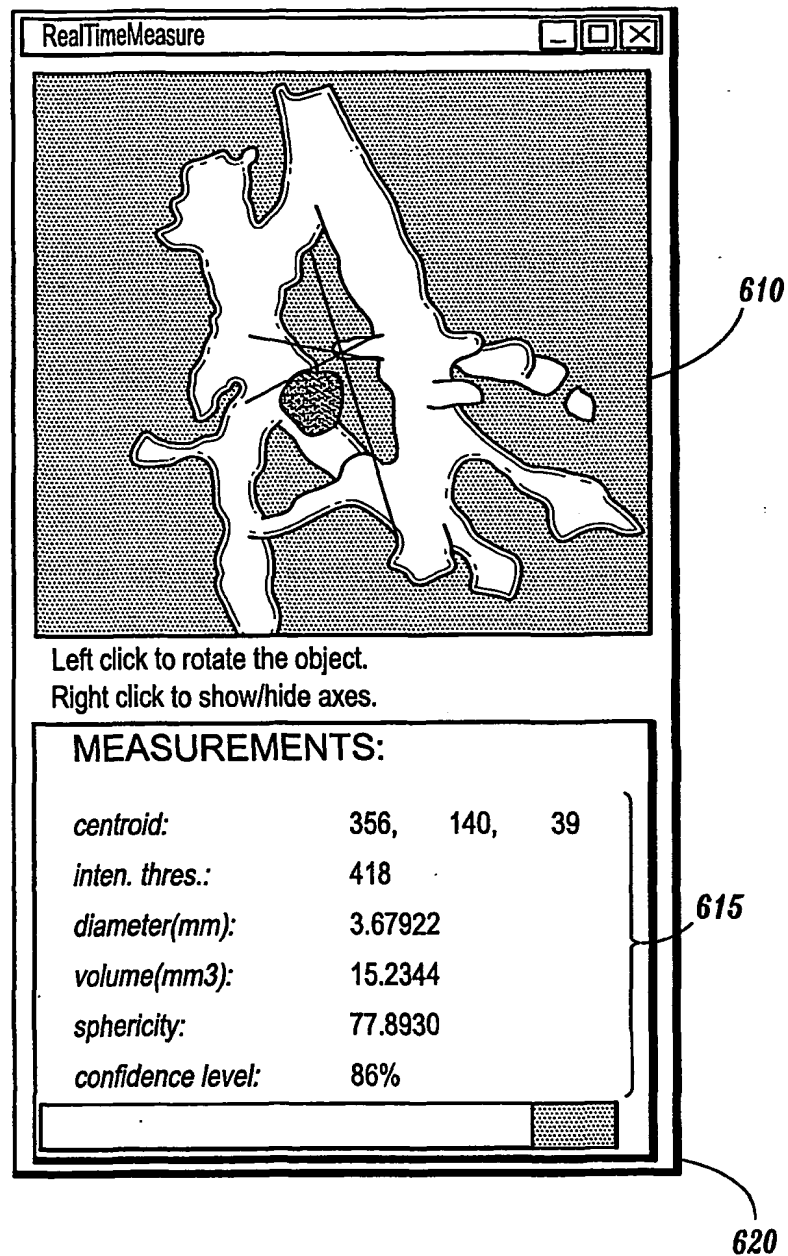 RealTimeMeasure
610
Left click to rotate the object.
Right click to show/hide axes.
MEASUREMENTS:
centroid: 356, 140, 39
inten. thres.: 418
diameter(mm): 3.67922
615
volume(mm3): 15.2344
sphericity: 77.8930
confidence level: 86%
620